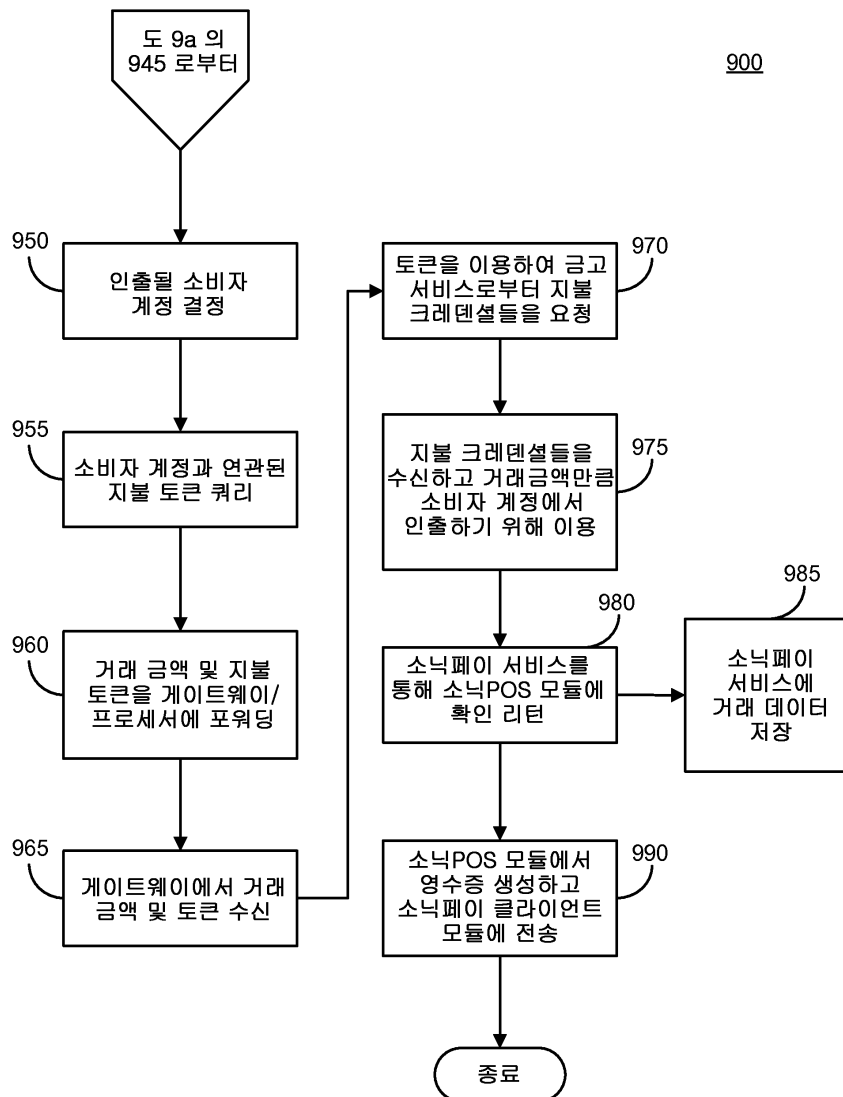 도 9a 의
945 로부터
900
950
인출될 소비자
계정 결정
955
소비자 계정과 연관된
지불 토큰 쿼리
960
거래 금액 및 지불
토큰을 게이트웨이/
프로세서에 포워딩
965
게이트웨이에서 거래
금액 및 토큰 수신
970
토큰을 이용하여 금고
서비스로부터 지불
크레덴셜들을 요청
975
지불 크레덴셜들을
수신하고 거래금액만큼
소비자 계정에서
인출하기 위해 이용
980
소닉페이 서비스를
통해 소닉POS 모듈에
확인 리턴
985
소닉페이
서비스에
거래 데이터
저장
990
소닉POS 모듈에서
영수증 생성하고
소닉페이 클라이언트
모듈에 전송
종료